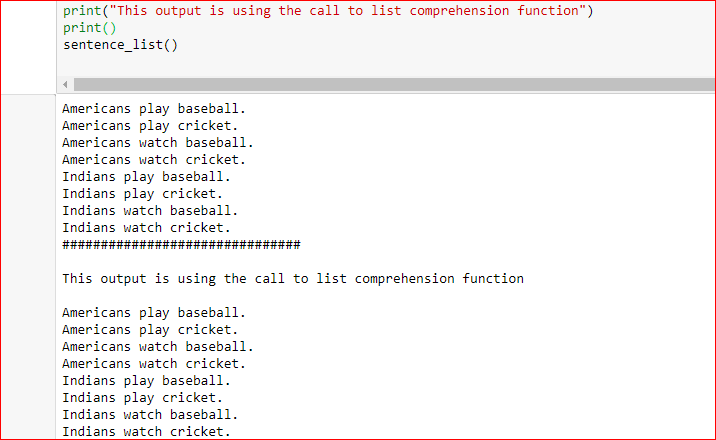 print("This output is using the call to list comprehension function")
print()
sentence_list()
Americans play baseball.
Americans play cricket.
Americans watch baseball.
Americans watch cricket.
Indians play baseball.
Indians play cricket.
Indians watch baseball.
Indians watch cricket.
###############################
This output is using the call to list comprehension function
Americans play baseball.
Americans play cricket.
Americans watch baseball.
Americans watch cricket.
Indians play baseball.
Indians play cricket.
Indians watch baseball.
Indians watch cricket.